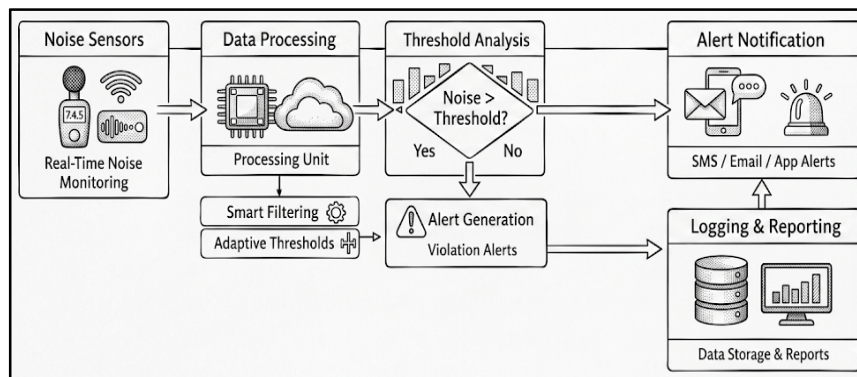 Noise Sensors
7.4.5
Real-Time Noise
Monitoring
Data Processing
Processing Unit
Smart Filtering
Adaptive Thresholds
Threshold Analysis
Noise >
Threshold?
Yes No
Alert Generation
Violation Alerts
Alert Notification
SMS / Email / App Alerts
Logging & Reporting
Data Storage & Reports